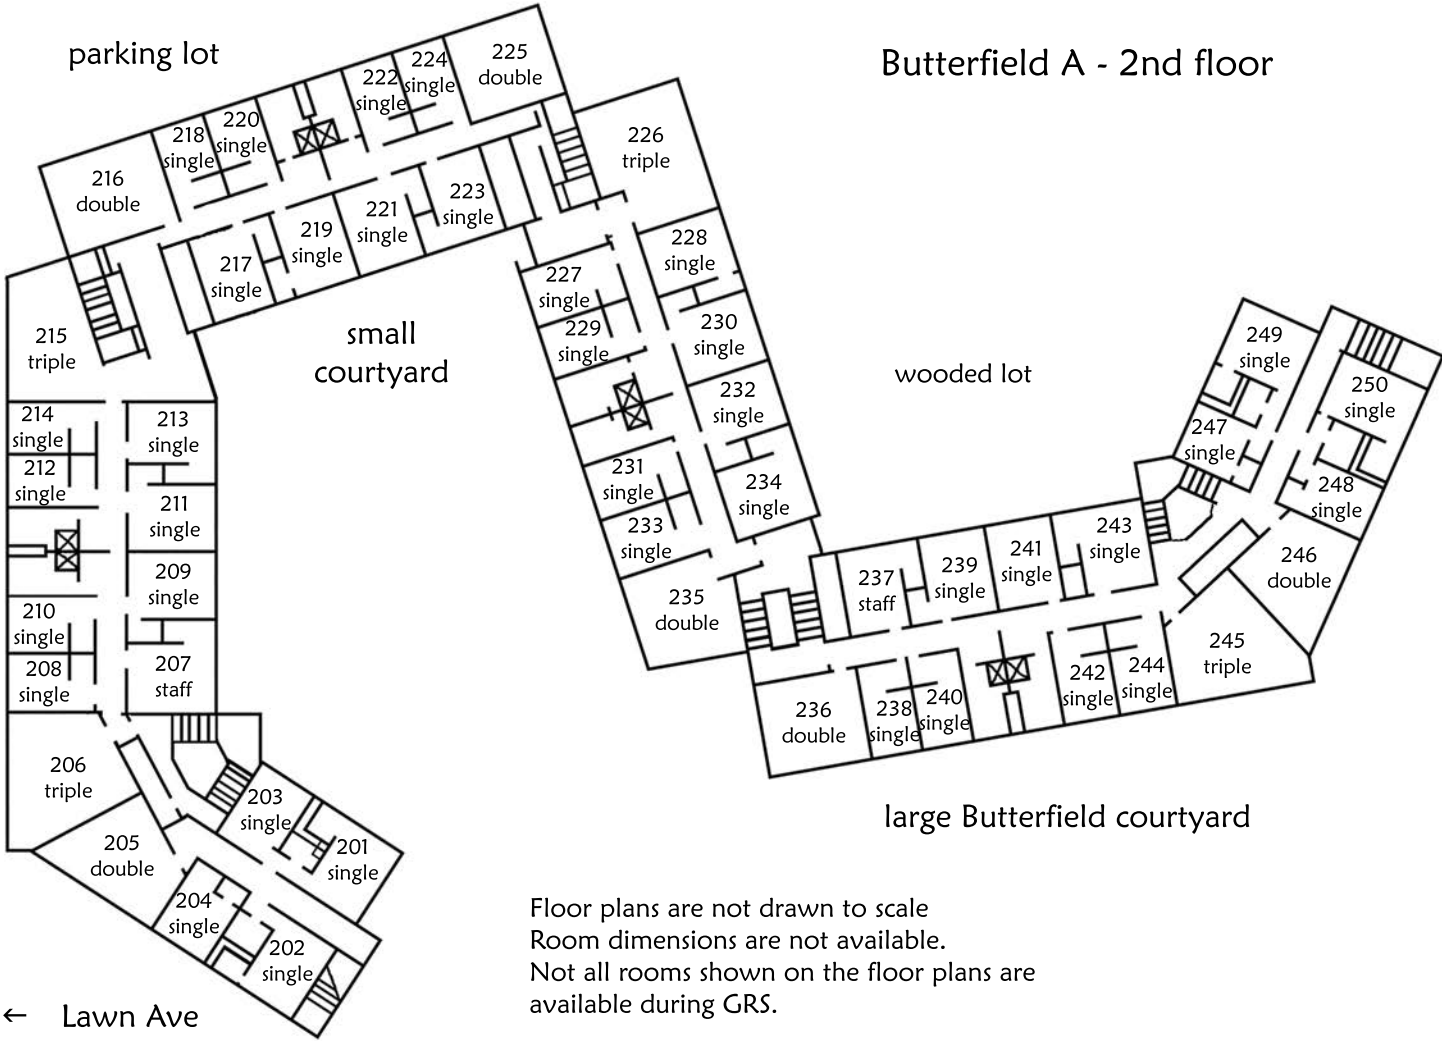 parking lot
Butterfield A - 2nd floor
225
double
224
single
222
single
220
single
218
single
216
double
226
triple
223
single
221
single
219
single
217
single
228
single
227
single
229
single
230
single
215
triple
small
courtyard
wooded lot
249
single
250
single
232
single
214
single
213
single
212
single
247
single
231
single
234
single
248
single
211
single
233
single
243
single
241
single
239
single
237
staff
246
double
209
single
210
single
235
double
208
single
207
staff
245
triple
244
single
242
single
240
single
238
single
236
double
206
triple
203
single
201
single
205
double
204
single
202
single
large Butterfield courtyard
Floor plans are not drawn to scale
Room dimensions are not available.
Not all rooms shown on the floor plans are
available during GRS.
← Lawn Ave